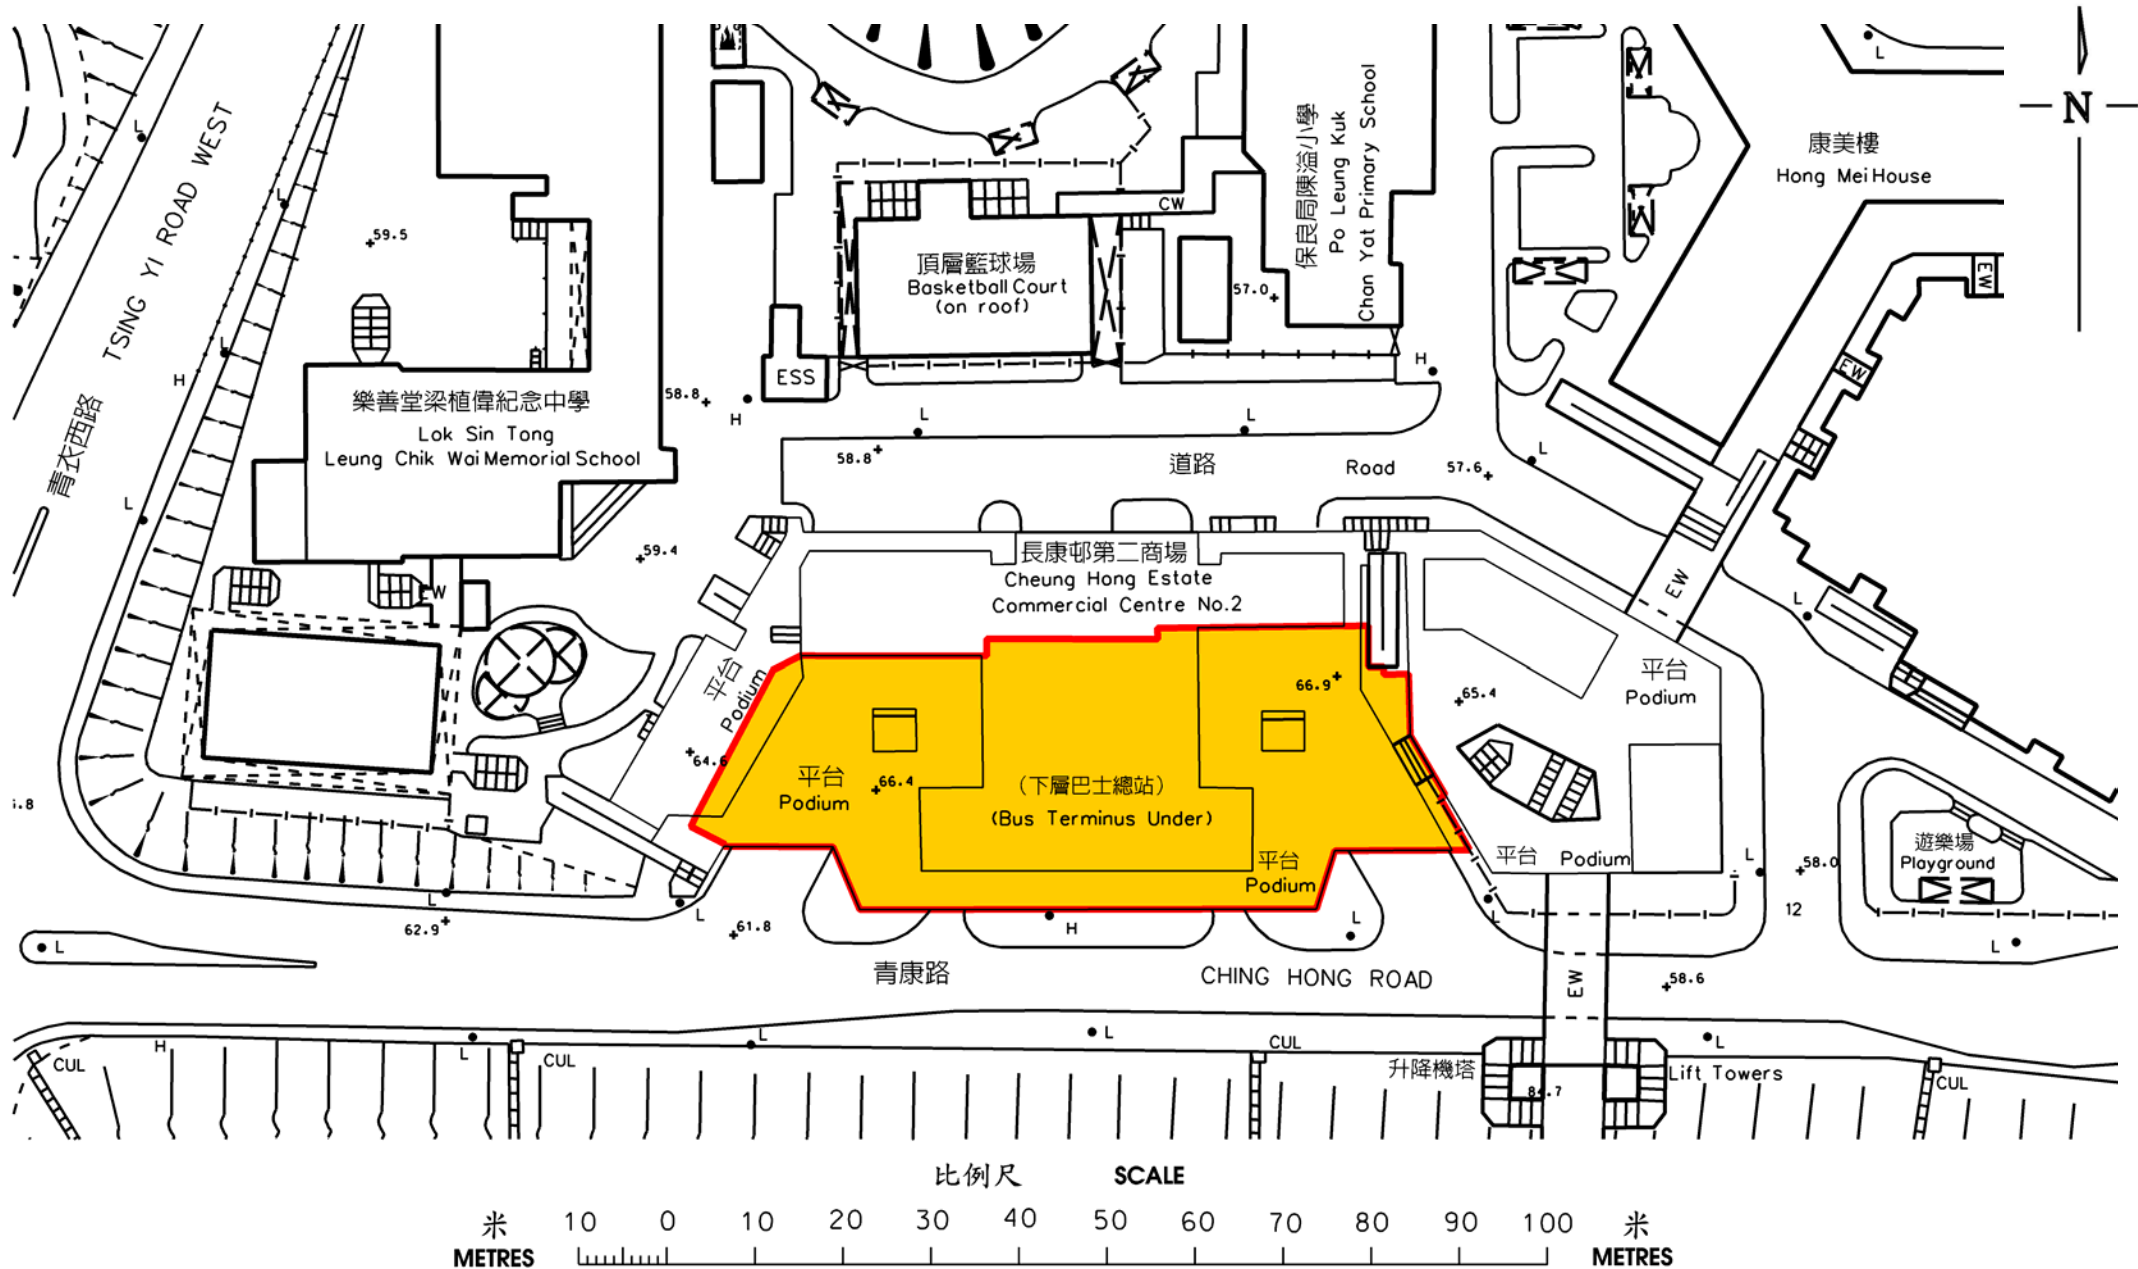 N
TSING YI ROAD WEST
青衣西路
59.5
康美樓
Hong Mei House
保良局陳溢小學
Po Leung Kuk
Chan Yat Primary School
CW
頂層籃球場
Basketball Court
(on roof)
57.0
EW
EW
ESS
H
H
H
58.8
樂善堂梁植偉紀念中學
Lok Sin Tong
Leung Chik Wai Memorial School
L
L
L
L
L
L
L
L
58.8
道路
Road
57.6
59.4
長康邨第二商場
Cheung Hong Estate
Commercial Centre No.2
EW
EW
L
平台
Podium
64.6
平台
Podium
66.4
66.9
65.4
平台
Podium
(下層巴士總站)
(Bus Terminus Under)
平台
Podium
平台 Podium
L
58.0
遊樂場
Playground
12
62.9
L
L
61.8
H
L
L
L
L
青康路
CHING HONG ROAD
EW
58.6
H
CUL
L
CUL
L
L
CUL
升降機塔
84.7
Lift Towers
L
CUL
比例尺 SCALE
米
METRES
10 0 10 20 30 40 50 60 70 80 90 100
米
METRES